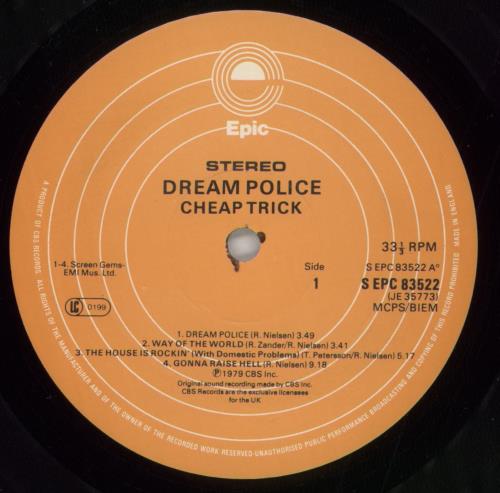 Epic
STEREO
DREAM POLICE
CHEAP TRICK
33⅓ RPM
1-4. Screen Gems-
EMI Mus. Ltd.
Side
1
S EPC 83522 A°
S EPC 83522
(JE 35773)
MCPS/BIEM
LC 0199
1. DREAM POLICE (R. Nielsen) 3.49
2. WAY OF THE WORLD (R. Zander/R. Nielsen) 3.41
3. THE HOUSE IS ROCKIN' (With Domestic Problems) (T. Petersson/R. Nielsen) 5.17
4. GONNA RAISE HELL (R. Nielsen) 9.18
℗ 1979 CBS Inc.
Original sound recording made by CBS Inc.
CBS Records are the exclusive licensees
for the UK
A PRODUCT OF CBS RECORDS. ALL RIGHTS OF THE MANUFACTURER AND OF THE OWNER OF THE RECORDED WORK RESERVED-UNAUTHORISED PUBLIC PERFORMANCE BROADCASTING AND COPYING OF THIS RECORD PROHIBITED MADE IN ENGLAND.